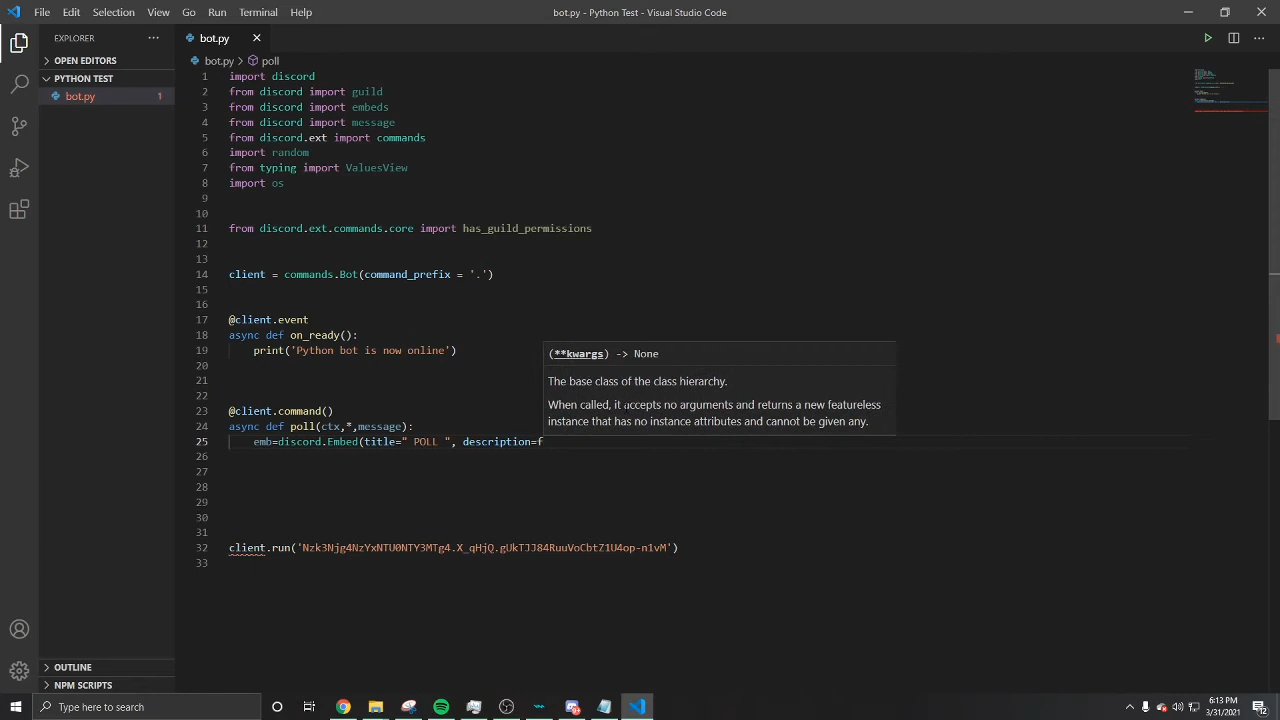 File Edit Selection View Go Run Terminal Help
bot.py - Python Test - Visual Studio Code
EXPLORER
bot.py
OPEN EDITORS
bot.py > poll
PYTHON TEST
bot.py 1
1 import discord
2 from discord import guild
3 from discord import embeds
4 from discord import message
5 from discord.ext import commands
6 import random
7 from typing import ValuesView
8 import os
9
10
11 from discord.ext.commands.core import has_guild_permissions
12
13
14 client = commands.Bot(command_prefix = '.')
15
16
17 @client.event
18 async def on_ready():
19 print('Python bot is now online')
20
21
22
23 @client.command()
24 async def poll(ctx,*,message):
25 emb=discord.Embed(title=" POLL ", description=f
(**kwargs) -> None
The base class of the class hierarchy.
When called, it accepts no arguments and returns a new featureless
instance that has no instance attributes and cannot be given any.
26
27
28
29
30
31
32 client.run('Nzk3Njg4NzYxNTU0NTY3MTg4.X_qHjQ.gUkTJJ84RuuVoCbtZ1U4op-n1vM')
33
OUTLINE
NPM SCRIPTS
Type here to search
6:13 PM
3/31/2021